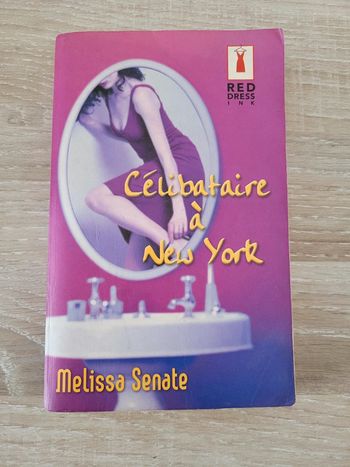 RED
DRESS
INK
Célibataire
à
New York
Melissa Senate